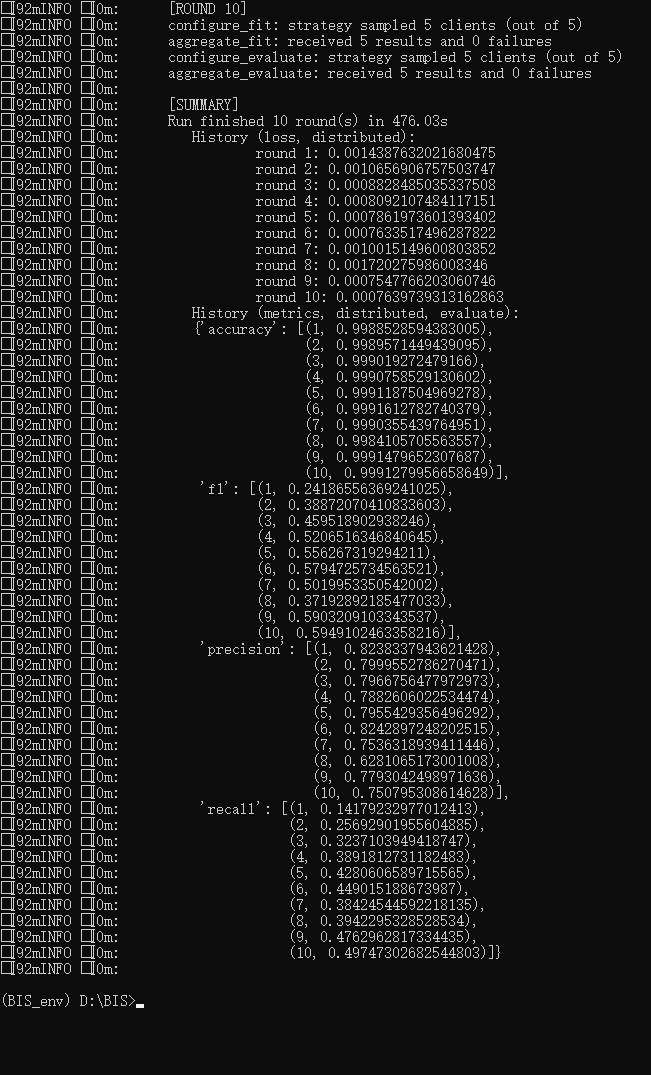 □[92mINFO □[0m:      [ROUND 10]
□[92mINFO □[0m:      configure_fit: strategy sampled 5 clients (out of 5)
□[92mINFO □[0m:      aggregate_fit: received 5 results and 0 failures
□[92mINFO □[0m:      configure_evaluate: strategy sampled 5 clients (out of 5)
□[92mINFO □[0m:      aggregate_evaluate: received 5 results and 0 failures
□[92mINFO □[0m:
□[92mINFO □[0m:      [SUMMARY]
□[92mINFO □[0m:      Run finished 10 round(s) in 476.03s
□[92mINFO □[0m:         History (loss, distributed):
□[92mINFO □[0m:                 round 1: 0.0014387632021680475
□[92mINFO □[0m:                 round 2: 0.0010656906757503747
□[92mINFO □[0m:                 round 3: 0.0008828485035337508
□[92mINFO □[0m:                 round 4: 0.0008092107484117151
□[92mINFO □[0m:                 round 5: 0.0007861973601393402
□[92mINFO □[0m:                 round 6: 0.0007633517496287822
□[92mINFO □[0m:                 round 7: 0.0010015149600803852
□[92mINFO □[0m:                 round 8: 0.001720275986008346
□[92mINFO □[0m:                 round 9: 0.0007547766203060746
□[92mINFO □[0m:                 round 10: 0.0007639739313162863
□[92mINFO □[0m:         History (metrics, distributed, evaluate):
□[92mINFO □[0m:         {'accuracy': [(1, 0.9988528594383005),
□[92mINFO □[0m:                       (2, 0.9989571449439095),
□[92mINFO □[0m:                       (3, 0.999019272479166),
□[92mINFO □[0m:                       (4, 0.9990758529130602),
□[92mINFO □[0m:                       (5, 0.9991187504969278),
□[92mINFO □[0m:                       (6, 0.9991612782740379),
□[92mINFO □[0m:                       (7, 0.9990355439764951),
□[92mINFO □[0m:                       (8, 0.9984105705563557),
□[92mINFO □[0m:                       (9, 0.9991479652307687),
□[92mINFO □[0m:                       (10, 0.9991279956658649)],
□[92mINFO □[0m:          'f1': [(1, 0.24186556369241025),
□[92mINFO □[0m:                 (2, 0.38872070410833603),
□[92mINFO □[0m:                 (3, 0.459518902938246),
□[92mINFO □[0m:                 (4, 0.5206516346840645),
□[92mINFO □[0m:                 (5, 0.556267319294211),
□[92mINFO □[0m:                 (6, 0.5794725734563521),
□[92mINFO □[0m:                 (7, 0.5019953350542002),
□[92mINFO □[0m:                 (8, 0.37192892185477033),
□[92mINFO □[0m:                 (9, 0.5903209103343537),
□[92mINFO □[0m:                 (10, 0.5949102463358216)],
□[92mINFO □[0m:          'precision': [(1, 0.8238337943621428),
□[92mINFO □[0m:                        (2, 0.7999552786270471),
□[92mINFO □[0m:                        (3, 0.7966756477972973),
□[92mINFO □[0m:                        (4, 0.7882606022534474),
□[92mINFO □[0m:                        (5, 0.7955429356496292),
□[92mINFO □[0m:                        (6, 0.8242897248202515),
□[92mINFO □[0m:                        (7, 0.7536318939411446),
□[92mINFO □[0m:                        (8, 0.6281065173001008),
□[92mINFO □[0m:                        (9, 0.7793042498971636),
□[92mINFO □[0m:                        (10, 0.750795308614628)],
□[92mINFO □[0m:          'recall': [(1, 0.14179232977012413),
□[92mINFO □[0m:                     (2, 0.25692901955604885),
□[92mINFO □[0m:                     (3, 0.3237103949418747),
□[92mINFO □[0m:                     (4, 0.3891812731182483),
□[92mINFO □[0m:                     (5, 0.4280606589715565),
□[92mINFO □[0m:                     (6, 0.449015188673987),
□[92mINFO □[0m:                     (7, 0.38424544592218135),
□[92mINFO □[0m:                     (8, 0.3942295328528534),
□[92mINFO □[0m:                     (9, 0.4762962817334435),
□[92mINFO □[0m:                     (10, 0.49747302682544803)]}
□[92mINFO □[0m:
(BIS_env) D:\BIS>